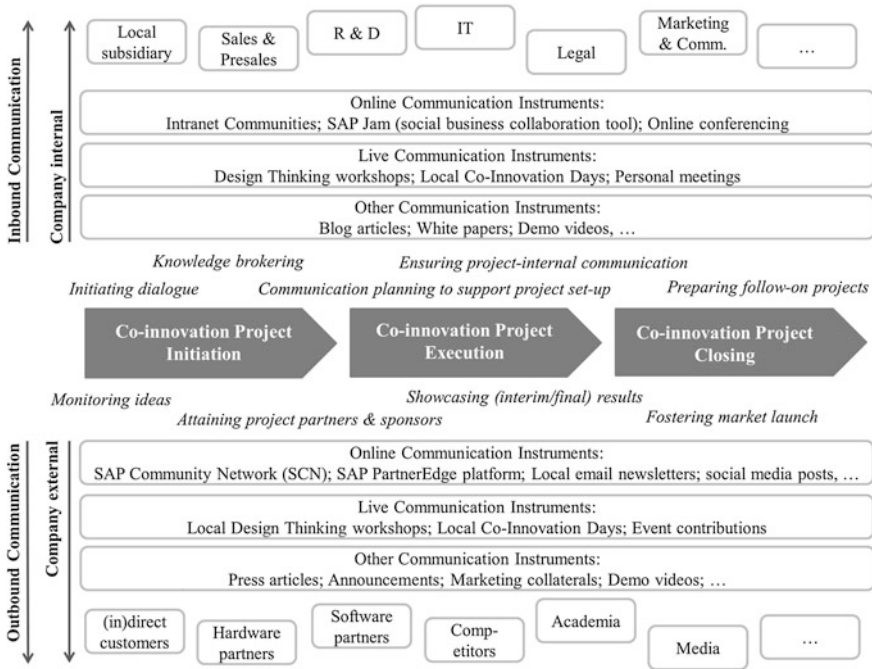 Local
subsidiary
Sales &
Presales
R & D
IT
Legal
Marketing
& Comm.
…
Inbound Communication
Company internal
Online Communication Instruments:
Intranet Communities; SAP Jam (social business collaboration tool); Online conferencing
Live Communication Instruments:
Design Thinking workshops; Local Co-Innovation Days; Personal meetings
Other Communication Instruments:
Blog articles; White papers; Demo videos, …
Knowledge brokering
Ensuring project-internal communication
Initiating dialogue
Communication planning to support project set-up
Preparing follow-on projects
Co-innovation Project
Initiation
Co-innovation Project
Execution
Co-innovation Project
Closing
Monitoring ideas
Showcasing (interim/final) results
Attaining project partners & sponsors
Fostering market launch
Outbound Communication
Company external
Online Communication Instruments:
SAP Community Network (SCN); SAP PartnerEdge platform; Local email newsletters; social media posts, …
Live Communication Instruments:
Local Design Thinking workshops; Local Co-Innovation Days; Event contributions
Other Communication Instruments:
Press articles; Announcements; Marketing collaterals; Demo videos; …
(in)direct
customers
Hardware
partners
Software
partners
Comp-
etitors
Academia
Media
…